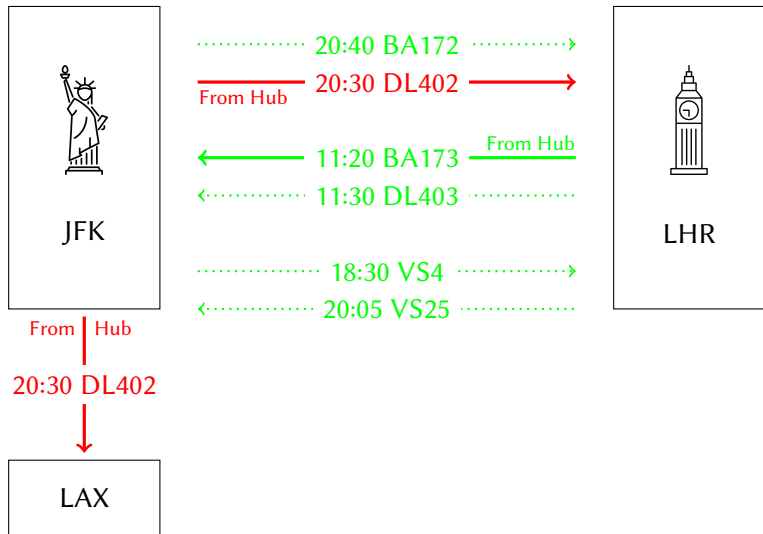 20:40 BA172
20:30 DL402
From Hub
From Hub
11:20 BA173
11:30 DL403
JFK
LHR
18:30 VS4
20:05 VS25
From Hub
20:30 DL402
LAX